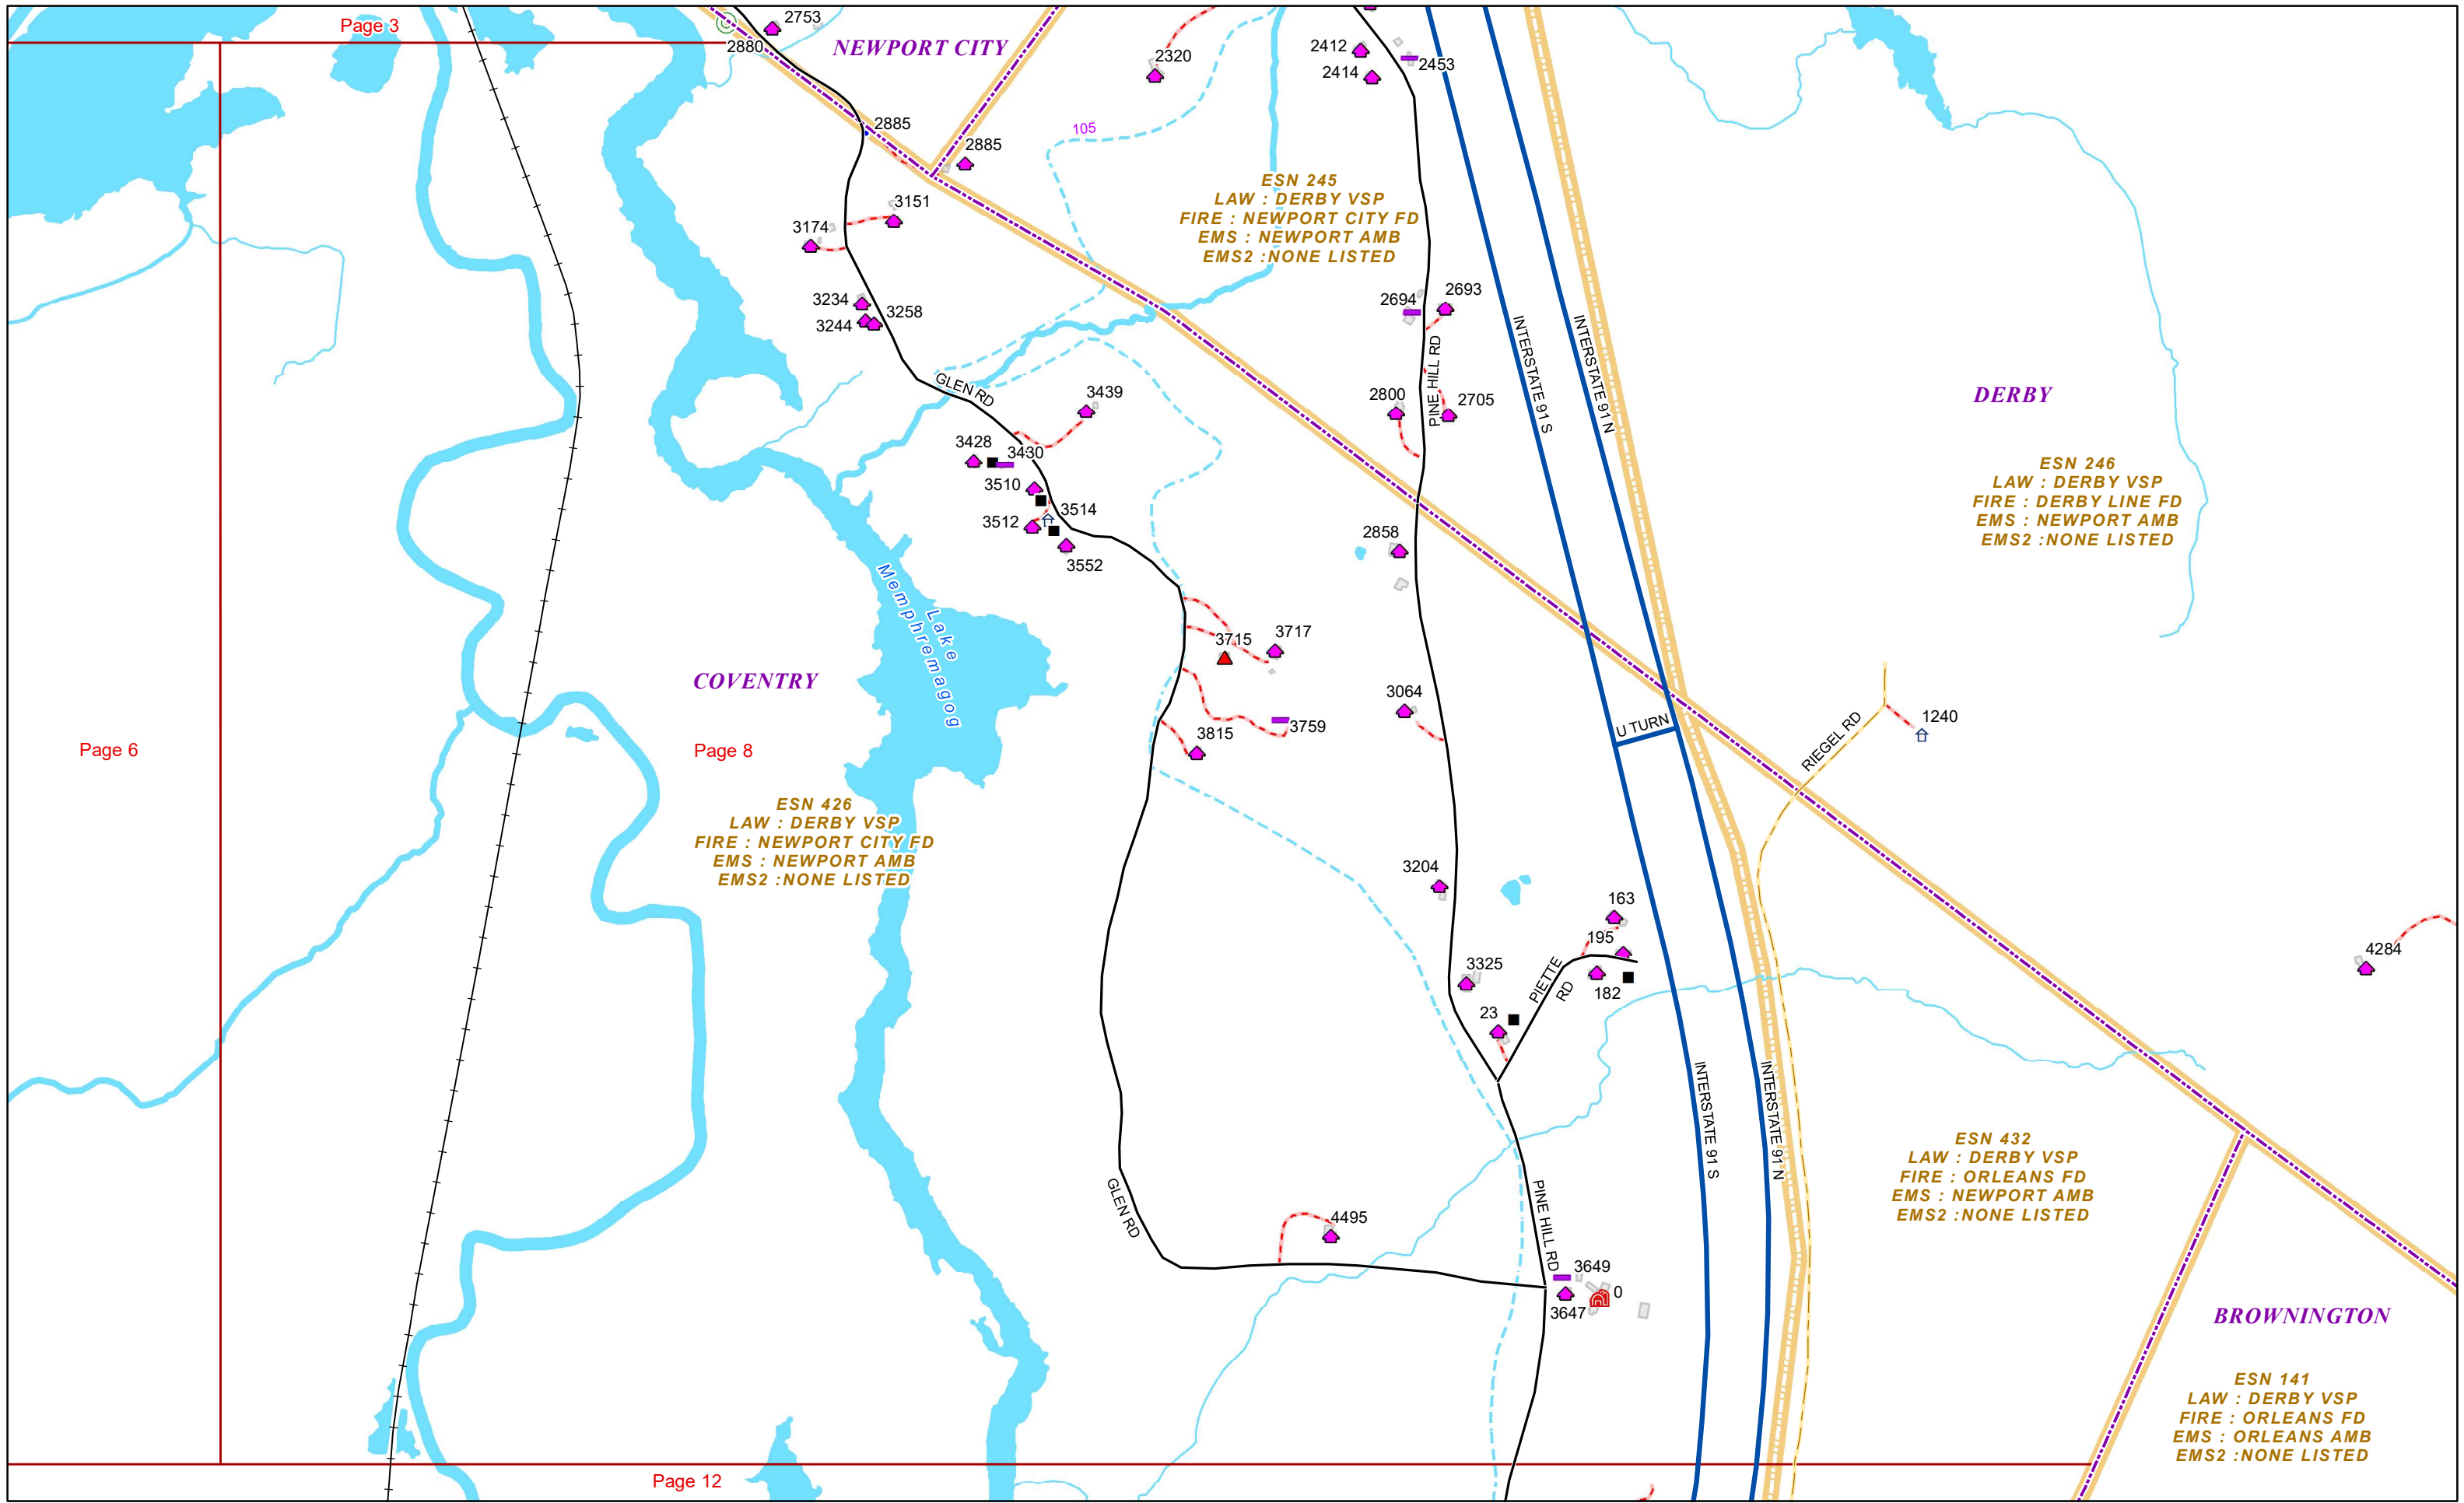 Page 3
2753
2880
NEWPORT CITY
2320
2412
2453
2414
105
2885
2885
ESN 245
LAW : DERBY VSP
FIRE : NEWPORT CITY FD
EMS : NEWPORT AMB
EMS2 :NONE LISTED
3151
3174
3234
3244
3258
2694
2693
PINE HILL RD
INTERSTATE 91 S
INTERSTATE 91 N
GLEN RD
3439
2800
2705
DERBY
3428
3430
3510
3512
3514
3552
2858
ESN 246
LAW : DERBY VSP
FIRE : DERBY LINE FD
EMS : NEWPORT AMB
EMS2 :NONE LISTED
Lake
Memphremagog
3715
3717
COVENTRY
3064
3759
3815
U TURN
RIEGEL RD
1240
Page 6
Page 8
ESN 426
LAW : DERBY VSP
FIRE : NEWPORT CITY FD
EMS : NEWPORT AMB
EMS2 :NONE LISTED
3204
163
195
182
3325
23
PIETTE
RD
4284
INTERSTATE 91 S
INTERSTATE 91 N
ESN 432
LAW : DERBY VSP
FIRE : ORLEANS FD
EMS : NEWPORT AMB
EMS2 :NONE LISTED
GLEN RD
4495
PINE HILL RD
3649
0
3647
BROWNINGTON
ESN 141
LAW : DERBY VSP
FIRE : ORLEANS FD
EMS : ORLEANS AMB
EMS2 :NONE LISTED
Page 12